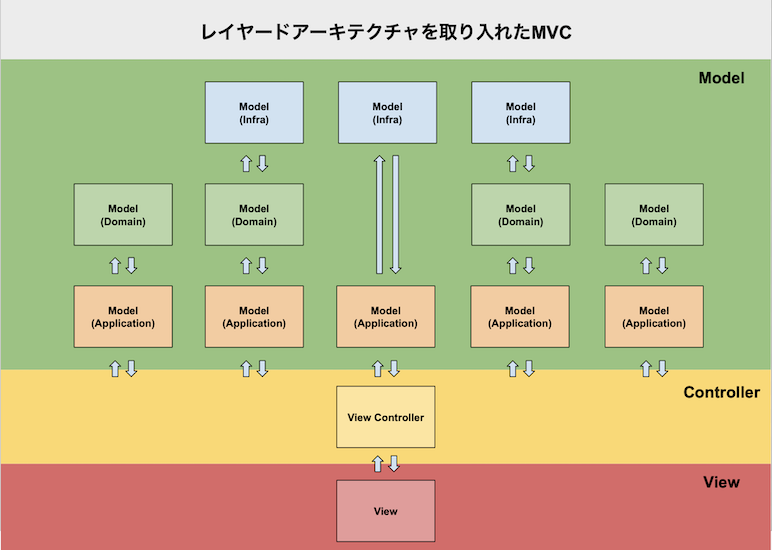 レイヤードアーキテクチャを取り入れたMVC
Model
Model
(Infra)
Model
(Infra)
Model
(Infra)
Model
(Domain)
Model
(Domain)
Model
(Domain)
Model
(Domain)
Model
(Application)
Model
(Application)
Model
(Application)
Model
(Application)
Model
(Application)
Controller
View Controller
View
View